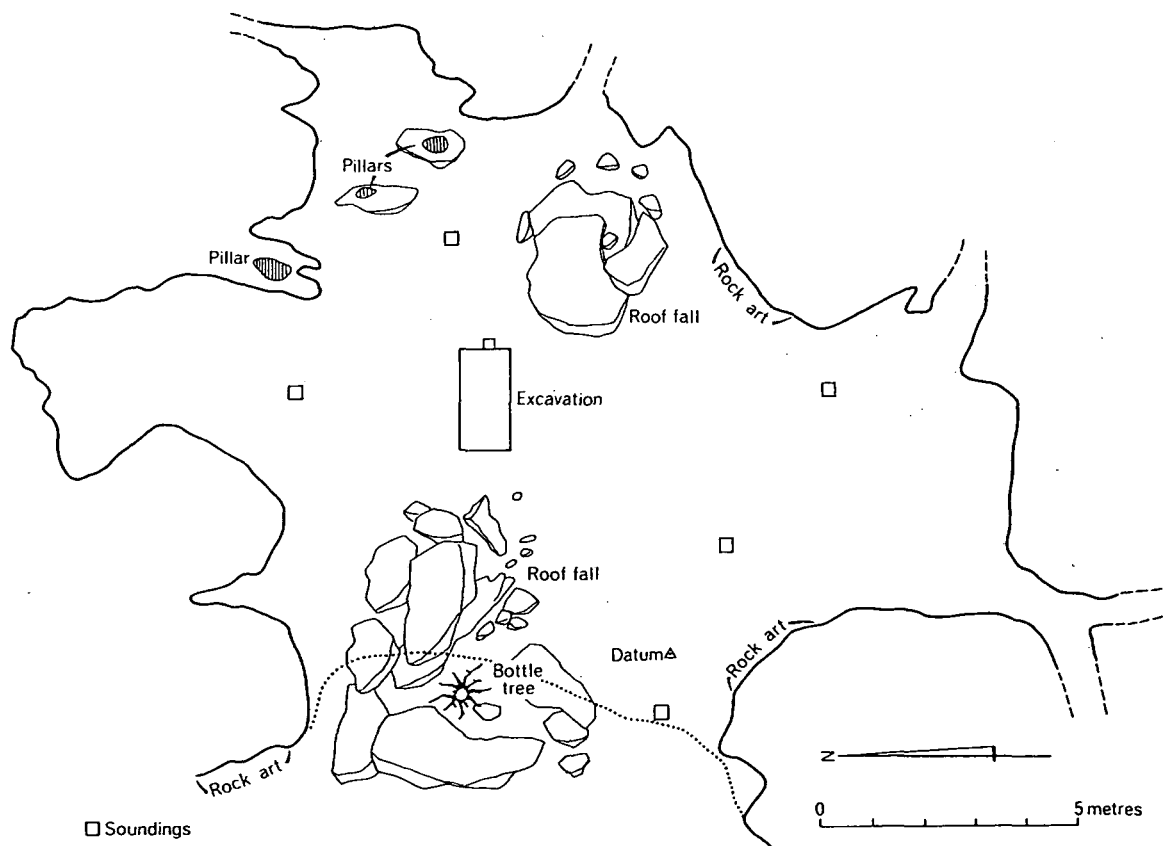 Pillars
Pillar
Rock art
Roof fall
Excavation
Roof fall
Rock art
Datum
Bottle
tree
Rock art
N
0
5 metres
Soundings